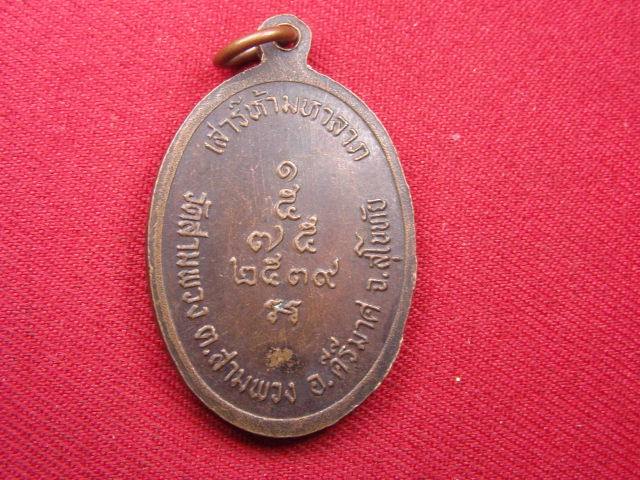 เสาร์ห้ามหาลาภ
๑
๕
๗ ๕
๒๕๓๙
วัดสามพวง ต.สามพวง อ.คีรีมาศ จ.สุโขทัย